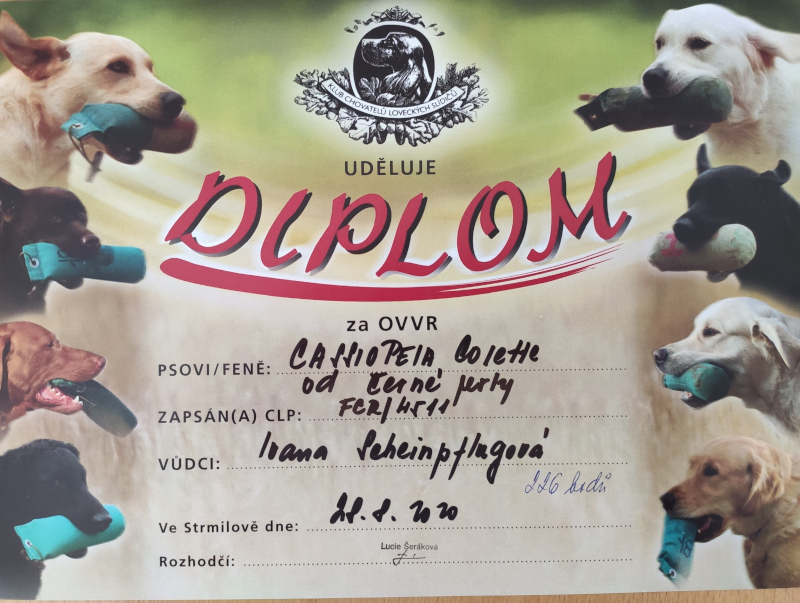 KLUB CHOVATELŮ LOVECKÝCH SLÍDIČŮ
UDĚLUJE
DIPLOM
za OVVR
PSOVI/FENĚ: CASSIOPEIA Colette
od Černé perly
ZAPSÁN(A) CLP: FCR/4511
VŮDCI: Ivana Scheinpflugová
226 bodů
Ve Strmilově dne: 28. 8. 2020
Lucie Šeráková
Rozhodčí: